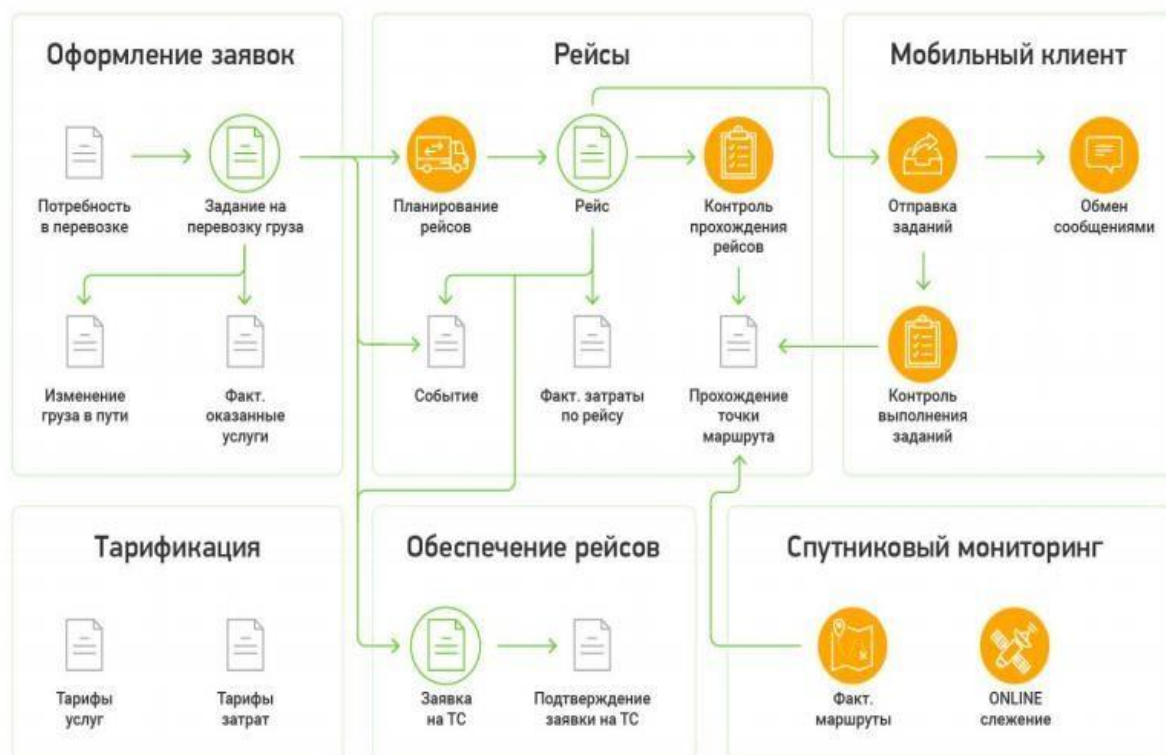 Оформление заявок
Потребность
в перевозке
Задание на
перевозку груза
Изменение
груза в пути
Факт.
оказанные
услуги
Рейсы
Планирование
рейсов
Рейс
Контроль
прохождения
рейсов
Событие
Факт. затраты
по рейсу
Прохождение
точки
маршрута
Мобильный клиент
Отправка
заданий
Обмен
сообщениями
Контроль
выполнения
заданий
Тарификация
Тарифы
услуг
Тарифы
затрат
Обеспечение рейсов
Заявка
на ТС
Подтверждение
заявки на ТС
Спутниковый мониторинг
Факт.
маршруты
ONLINE
слежение